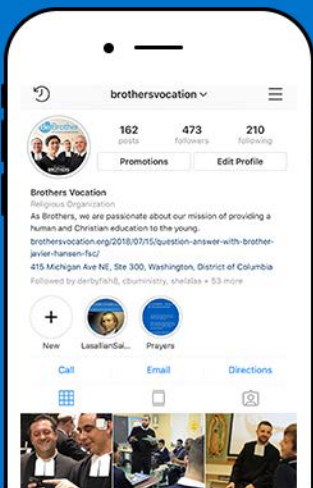 brothersvocation
BeBrother
BROTHERS
162 473 210
posts followers following
Promotions Edit Profile
Brothers Vocation
Religious Organization
As Brothers, we are passionate about our mission of providing a
human and Christian education to the young.
brothersvocation.org/2018/07/15/question-answer-with-brother-
javier-hansen-fsc/
415 Michigan Ave NE, Ste 300, Washington, District of Columbia
Followed by derbyfish8, cbuministry, shelalas + 53 more
New LasallianSai... Prayers
Call Email Directions